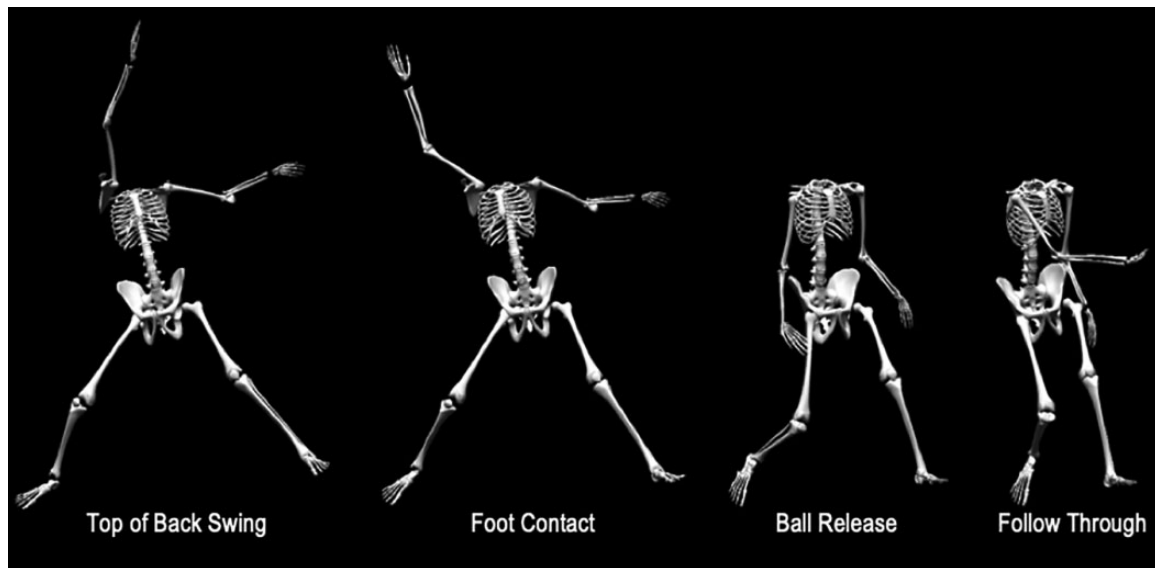 Top of Back Swing
Foot Contact
Ball Release
Follow Through